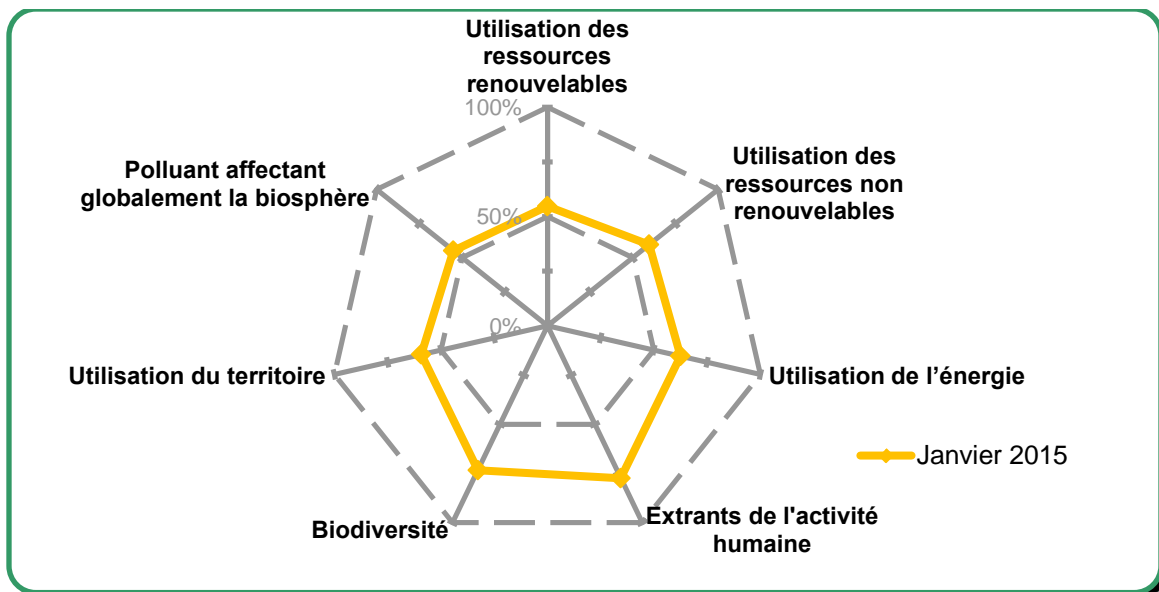 Utilisation des
ressources
renouvelables
100%
Utilisation des
ressources non
renouvelables
Polluant affectant
globalement la biosphère
50%
0%
Utilisation du territoire
Utilisation de l’énergie
Janvier 2015
Biodiversité
Extrants de l'activité
humaine